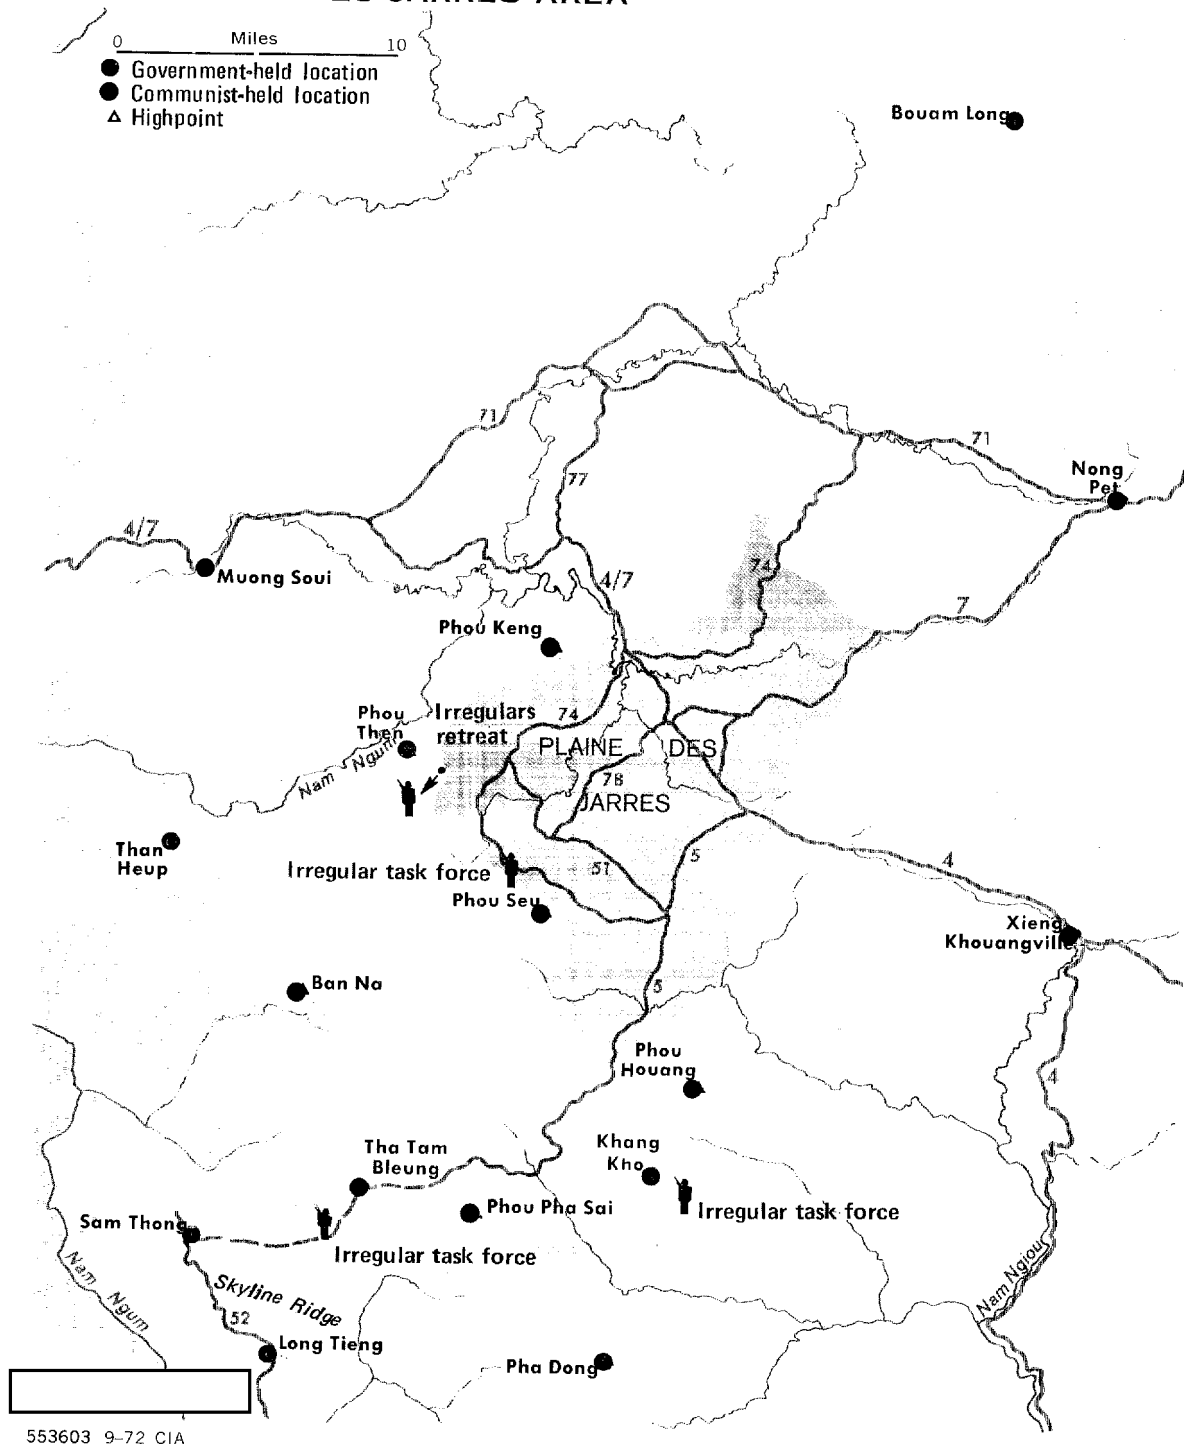 0 Miles 10
Government-held location
Communist-held location
Highpoint
Bouam Long
71
71
Nong
Pet
77
4/7
Muong Soui
74
4/7
7
Phou Keng
Phou
Then
Irregulars
retreat
74
PLAINE DES
JARRES
7B
Nam Ngum
Than
Heup
Irregular task force
51
5
4
Phou Seu
Xieng
Khouangville
Ban Na
5
Phou
Houang
4
Tha Tam
Bleung
Khang
Kho
Phou Pha Sai
Irregular task force
Sam Thong
Irregular task force
Nam Ngum
Skyline Ridge
52
Nam Ngiou
Long Tieng
Pha Dong
553603 9-72 CIA